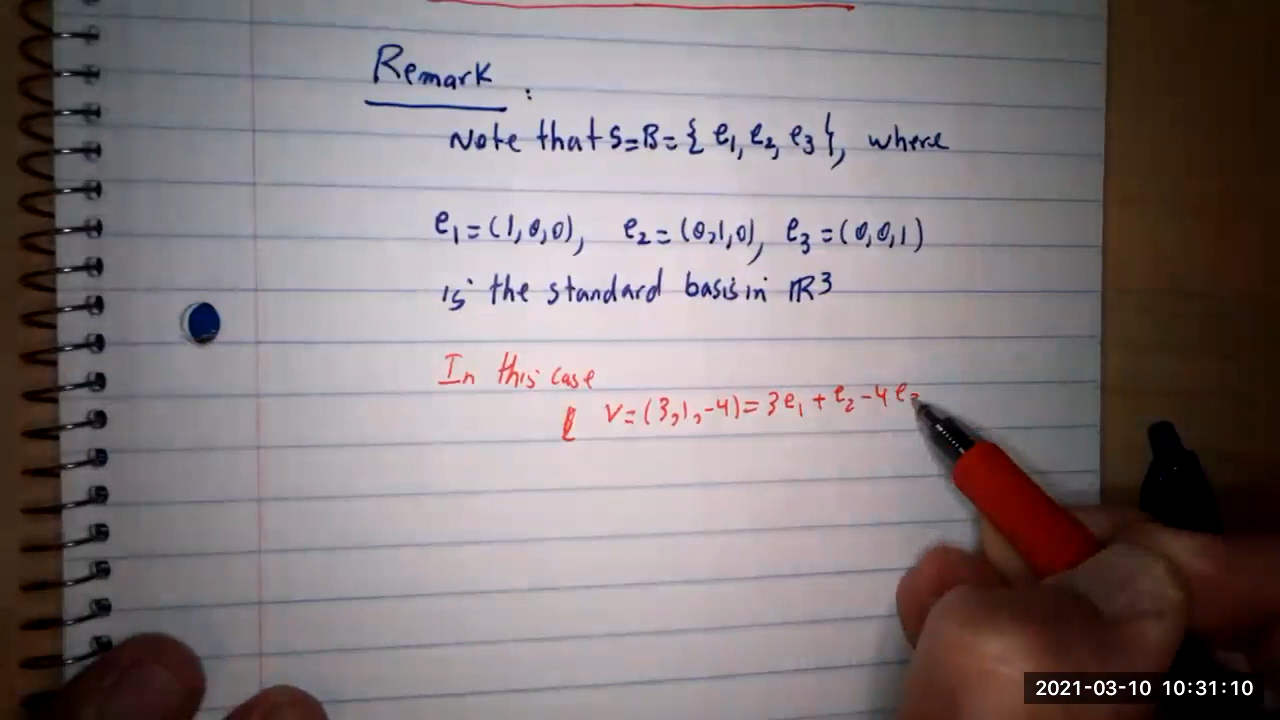 Remark :
Note that S=B={ e₁, e₂, e₃ }, where
e₁=(1,0,0), e₂=(0,1,0), e₃=(0,0,1)
is the standard basis in ℝ³
In this case
V=(3,1,-4)=3e₁+e₂-4e
2021-03-10 10:31:10